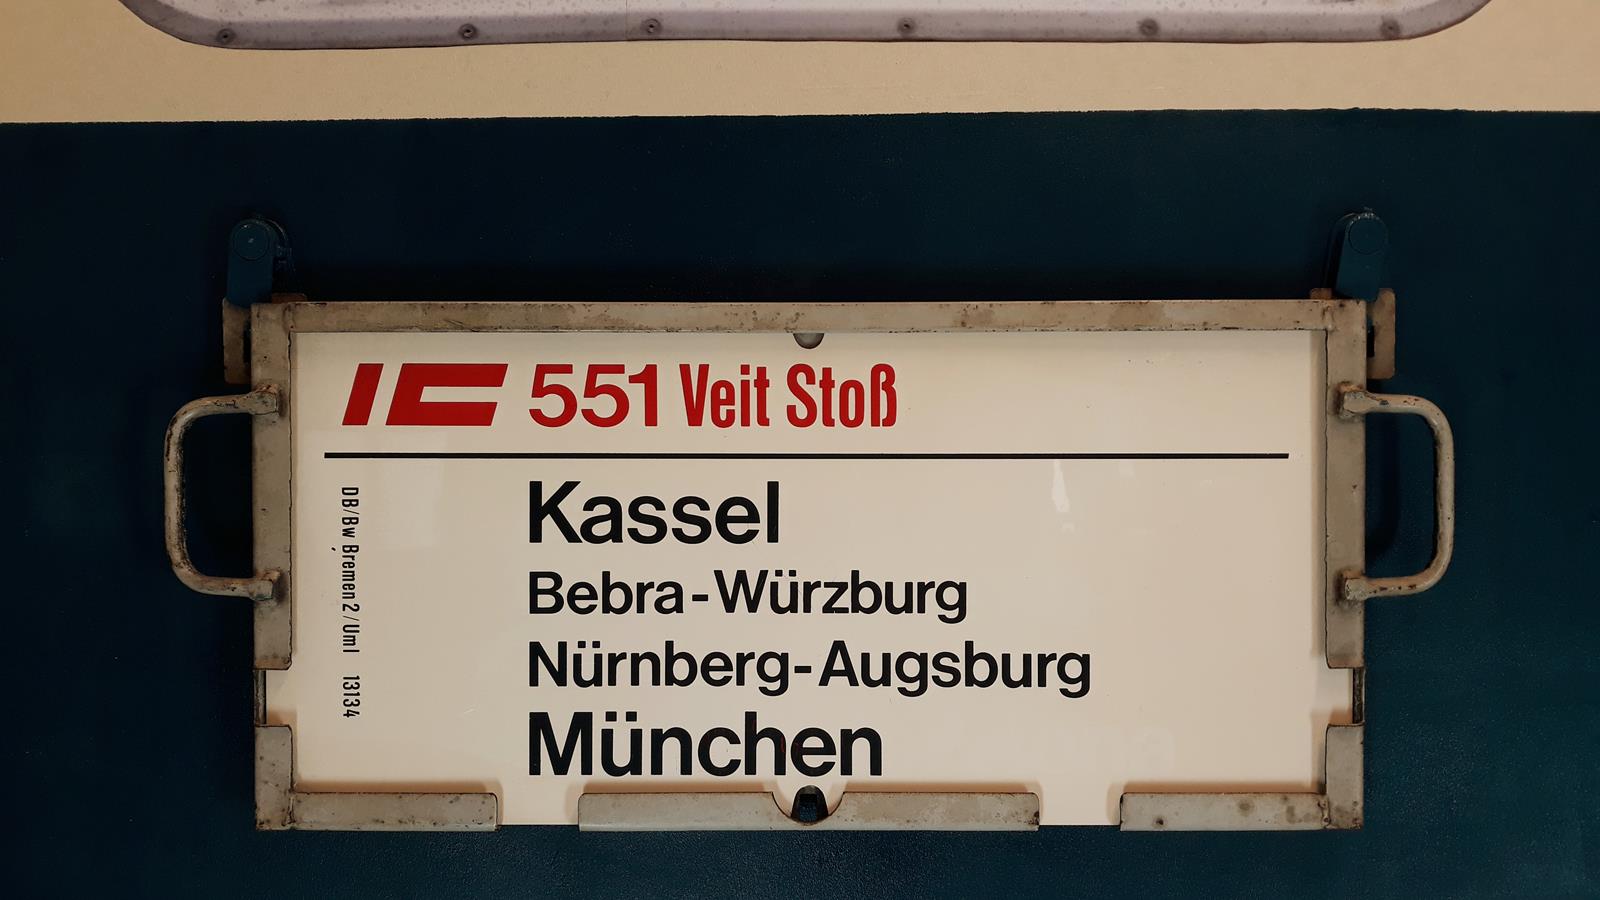 IC 551 Veit Stoß
Kassel
Bebra-Würzburg
Nürnberg-Augsburg
München
DB/Bw Bremen 2/Uml 13134